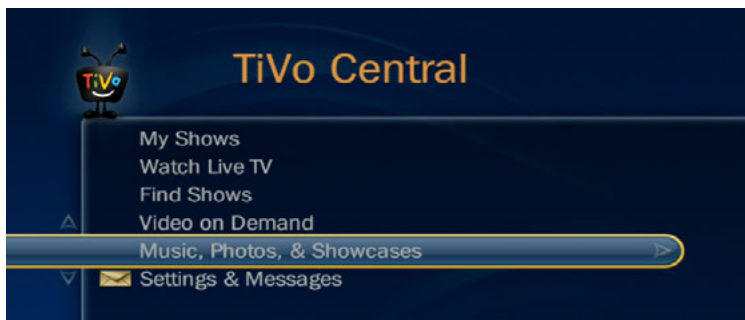 TiVo
TiVo Central
My Shows
Watch Live TV
Find Shows
Video on Demand
Music, Photos, & Showcases
Settings & Messages